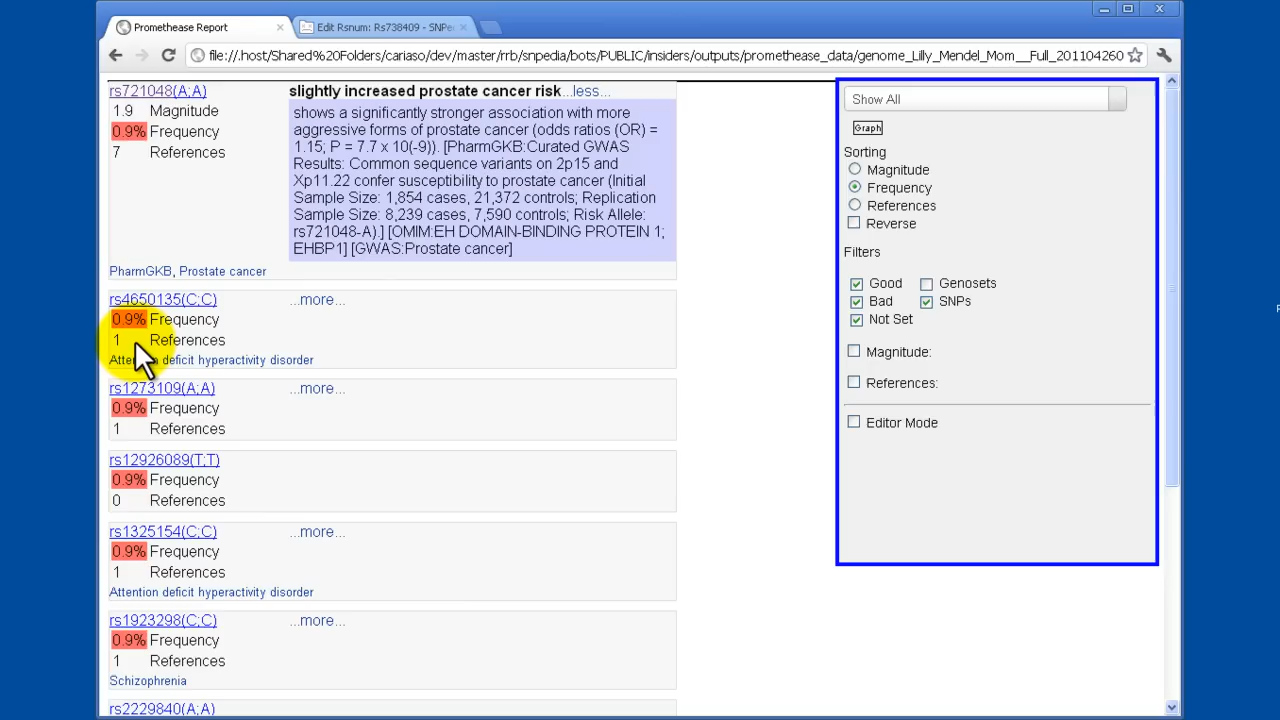 Promethease Report
Edit Rsnum: Rs738409 - SNPe
file://.host/Shared%20Folders/cariaso/dev/master/rrb/snpedia/bots/PUBLIC/insiders/outputs/promethease_data/genome_Lilly_Mendel_Mom__Full_201104260
rs721048(A;A)
1.9 Magnitude
0.9% Frequency
7 References
slightly increased prostate cancer risk...less...
shows a significantly stronger association with more
aggressive forms of prostate cancer (odds ratios (OR) =
1.15; P = 7.7 x 10(-9)). [PharmGKB:Curated GWAS
Results: Common sequence variants on 2p15 and
Xp11.22 confer susceptibility to prostate cancer (Initial
Sample Size: 1,854 cases, 21,372 controls; Replication
Sample Size: 8,239 cases, 7,590 controls; Risk Allele:
rs721048-A).] [OMIM:EH DOMAIN-BINDING PROTEIN 1;
EHBP1] [GWAS:Prostate cancer]
PharmGKB, Prostate cancer
rs4650135(C;C) ...more...
0.9% Frequency
1 References
Attention deficit hyperactivity disorder
rs1273109(A;A) ...more...
0.9% Frequency
1 References
rs12926089(T;T)
0.9% Frequency
0 References
rs1325154(C;C) ...more...
0.9% Frequency
1 References
Attention deficit hyperactivity disorder
rs1923298(C;C) ...more...
0.9% Frequency
1 References
Schizophrenia
rs2229840(A;A)
Show All
Graph
Sorting
Magnitude
Frequency
References
Reverse
Filters
Good Genosets
Bad SNPs
Not Set
Magnitude:
References:
Editor Mode